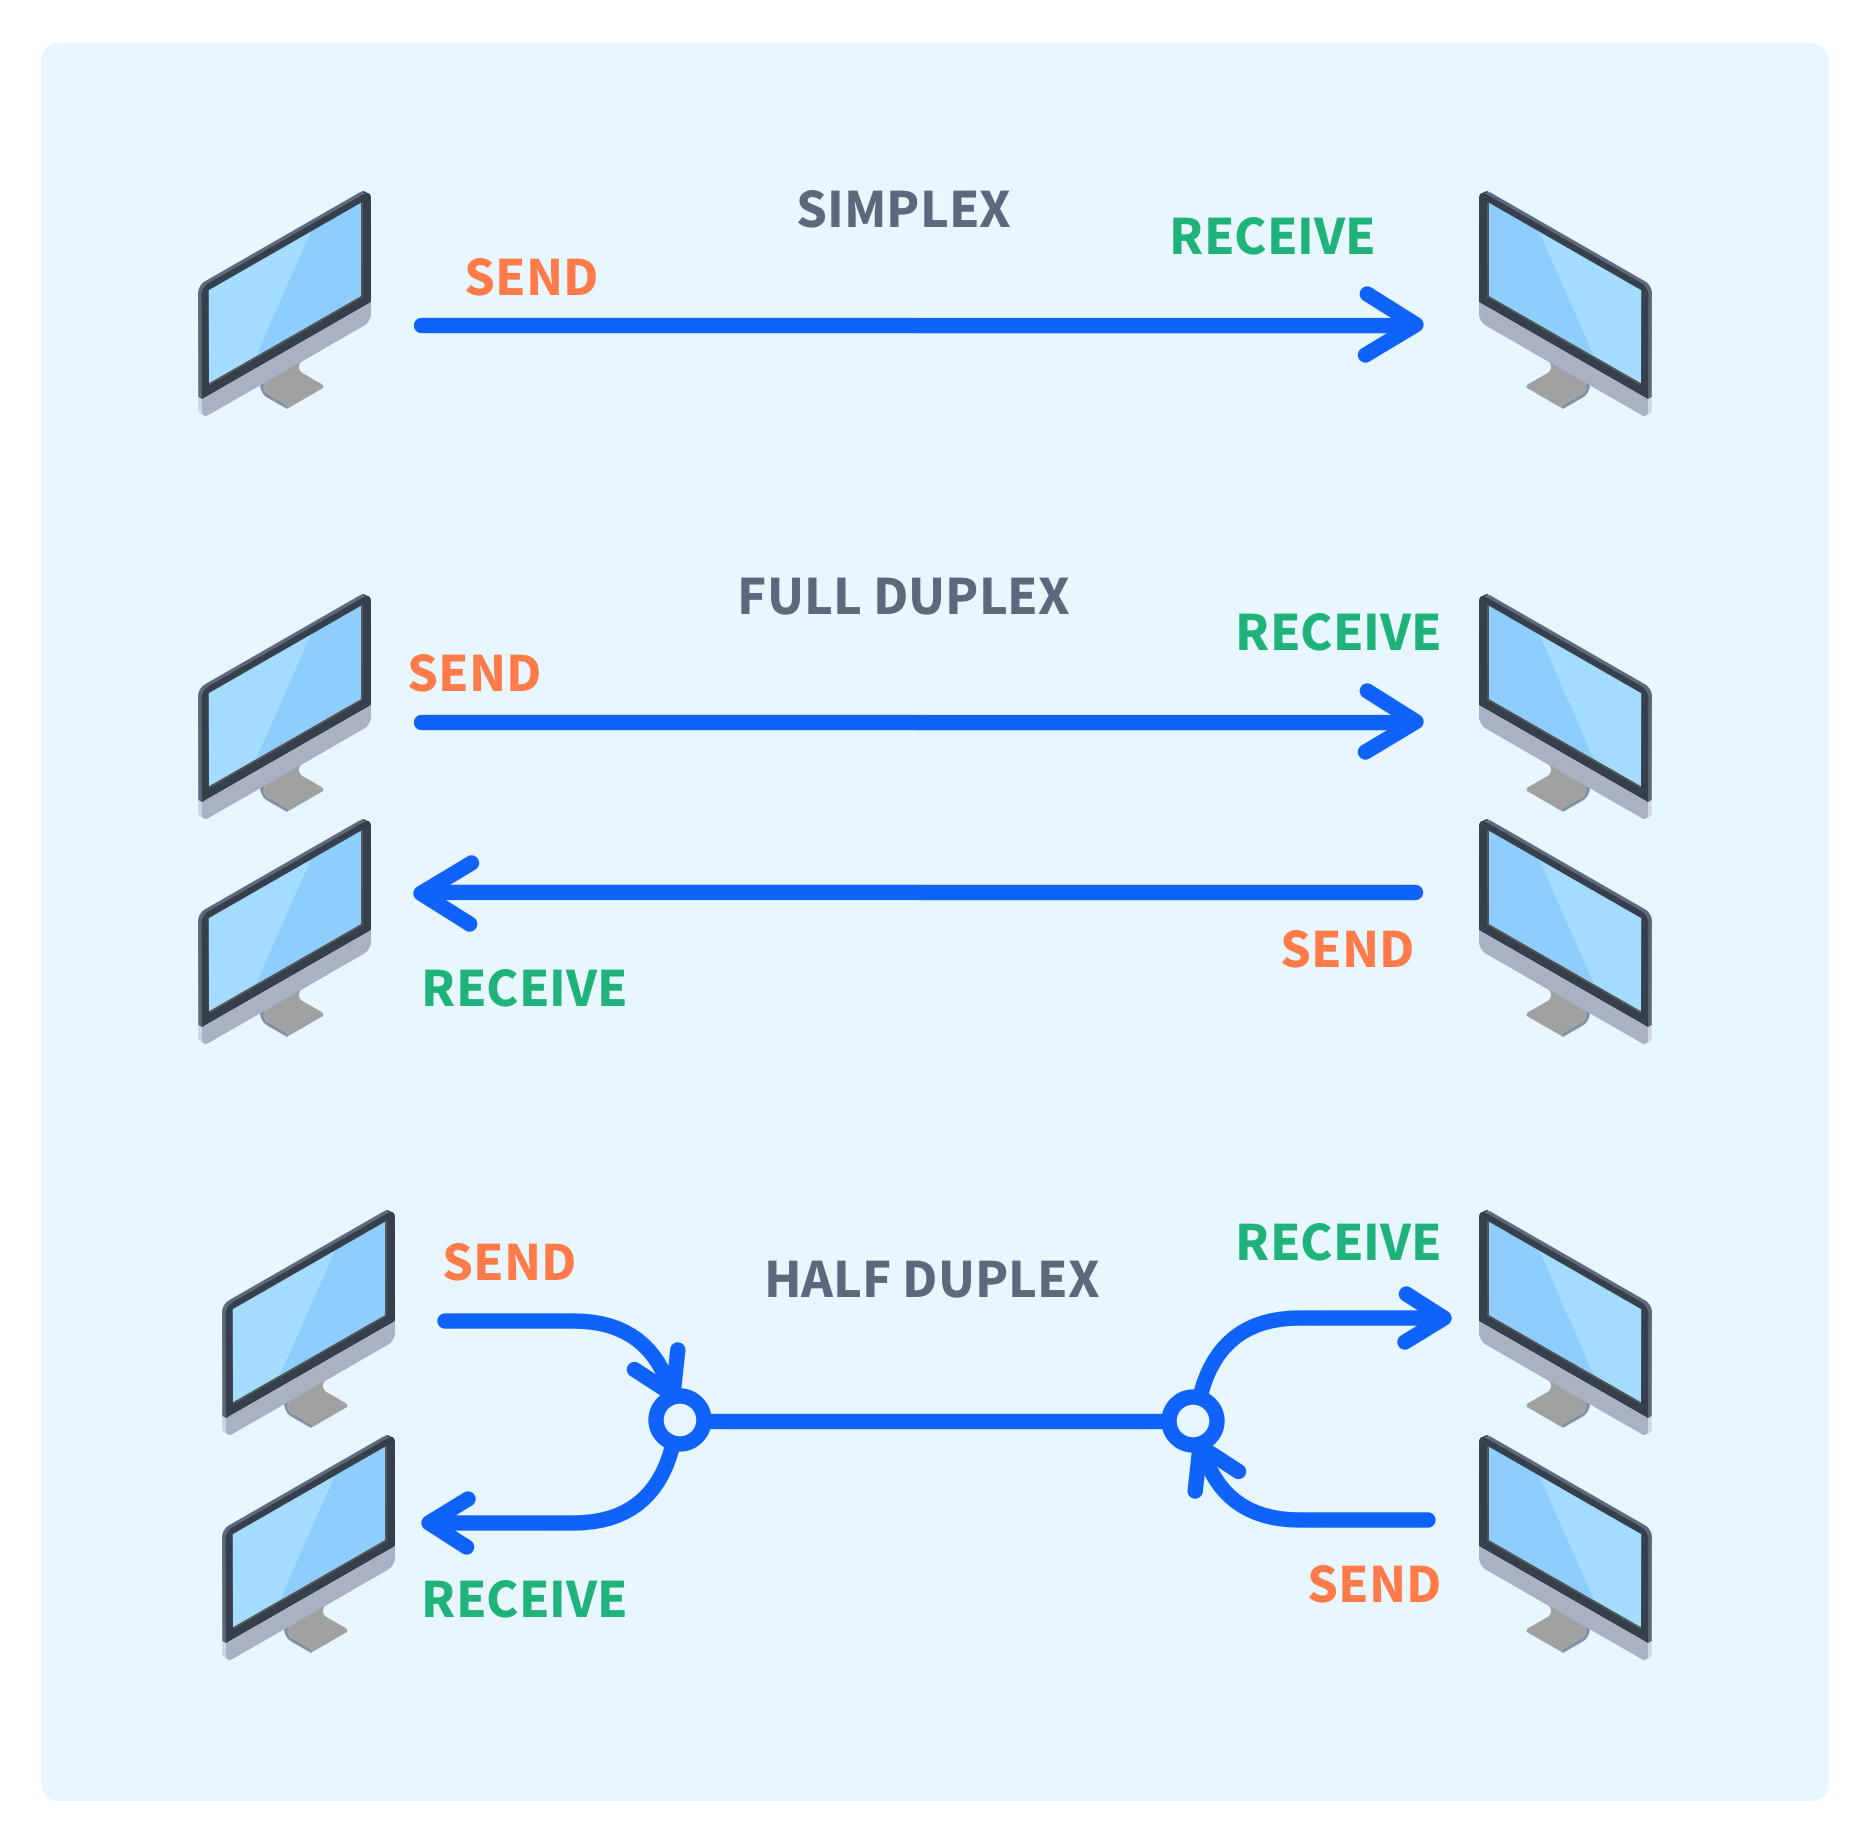 SIMPLEX
SEND
RECEIVE
FULL DUPLEX
SEND
RECEIVE
RECEIVE
SEND
HALF DUPLEX
SEND
RECEIVE
RECEIVE
SEND